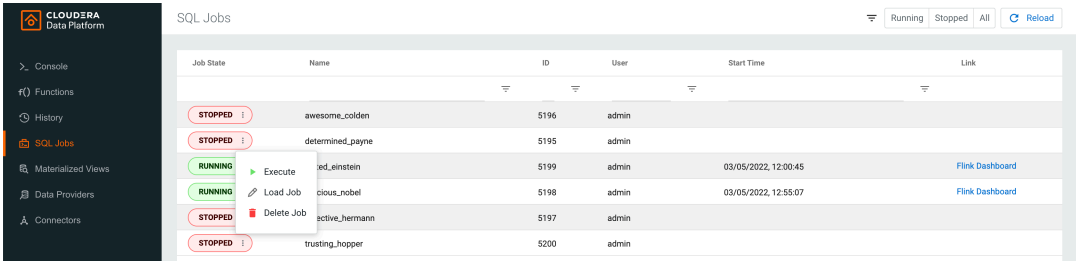 CLOUDERA
Data Platform
SQL Jobs
Running Stopped All Reload
Console
Functions
History
SQL Jobs
Materialized Views
Data Providers
Connectors
Job State Name ID User Start Time Link
STOPPED awesome_colden 5196 admin
STOPPED determined_payne 5195 admin
RUNNING ted_einstein 5199 admin 03/05/2022, 12:00:45 Flink Dashboard
RUNNING cious_nobel 5198 admin 03/05/2022, 12:55:07 Flink Dashboard
STOPPED ective_hermann 5197 admin
STOPPED trusting_hopper 5200 admin
Execute
Load Job
Delete Job